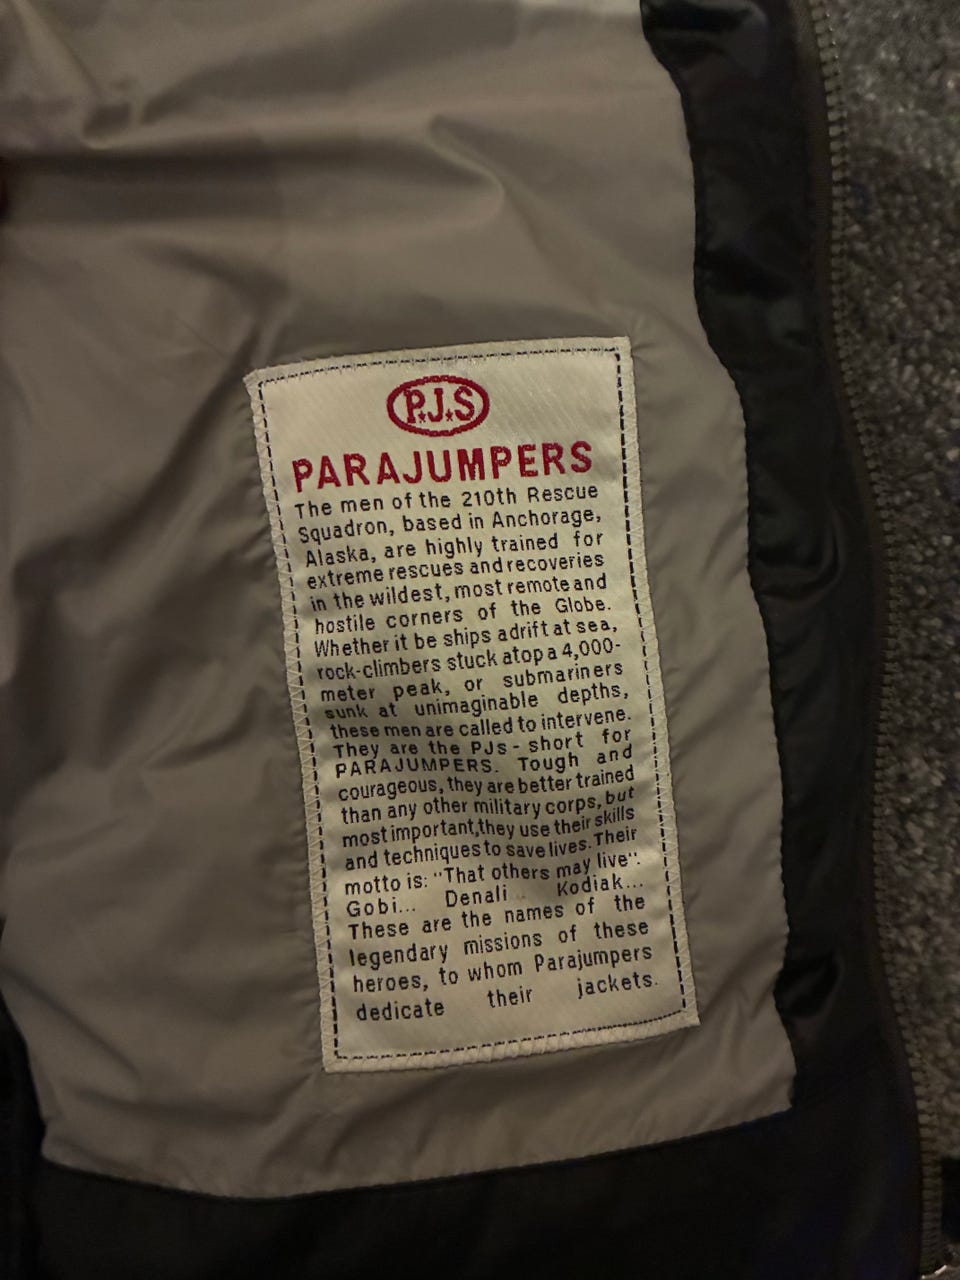 P.J.S
PARAJUMPERS
The men of the 210th Rescue
Squadron, based in Anchorage,
Alaska, are highly trained for
extreme rescues and recoveries
in the wildest, most remote and
hostile corners of the Globe.
Whether it be ships adrift at sea,
rock-climbers stuck atop a 4,000-
meter peak, or submariners
sunk at unimaginable depths,
these men are called to intervene.
They are the PJs - short for
PARAJUMPERS. Tough and
courageous, they are better trained
than any other military corps, but
most important,they use their skills
and techniques to save lives. Their
motto is: "That others may live".
Gobi... Denali... Kodiak...
These are the names of the
legendary missions of these
heroes, to whom Parajumpers
dedicate their jackets.